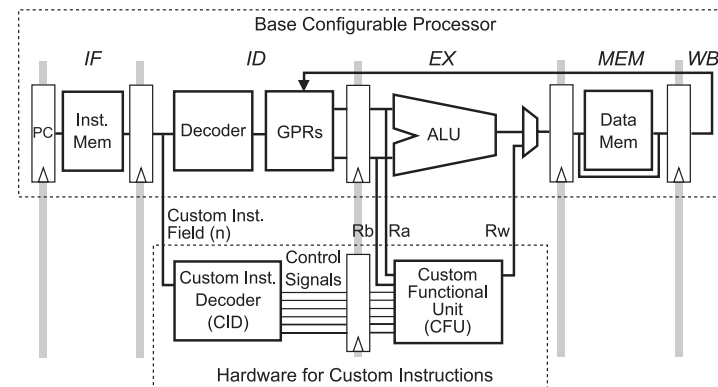 Base Configurable Processor
IF
ID
EX
MEM
WB
PC
Inst.
Mem
Decoder
GPRs
ALU
Data
Mem
Custom Inst.
Field (n)
Rb
Ra
Rw
Custom Inst.
Decoder
(CID)
Control
Signals
Custom
Functional
Unit
(CFU)
Hardware for Custom Instructions